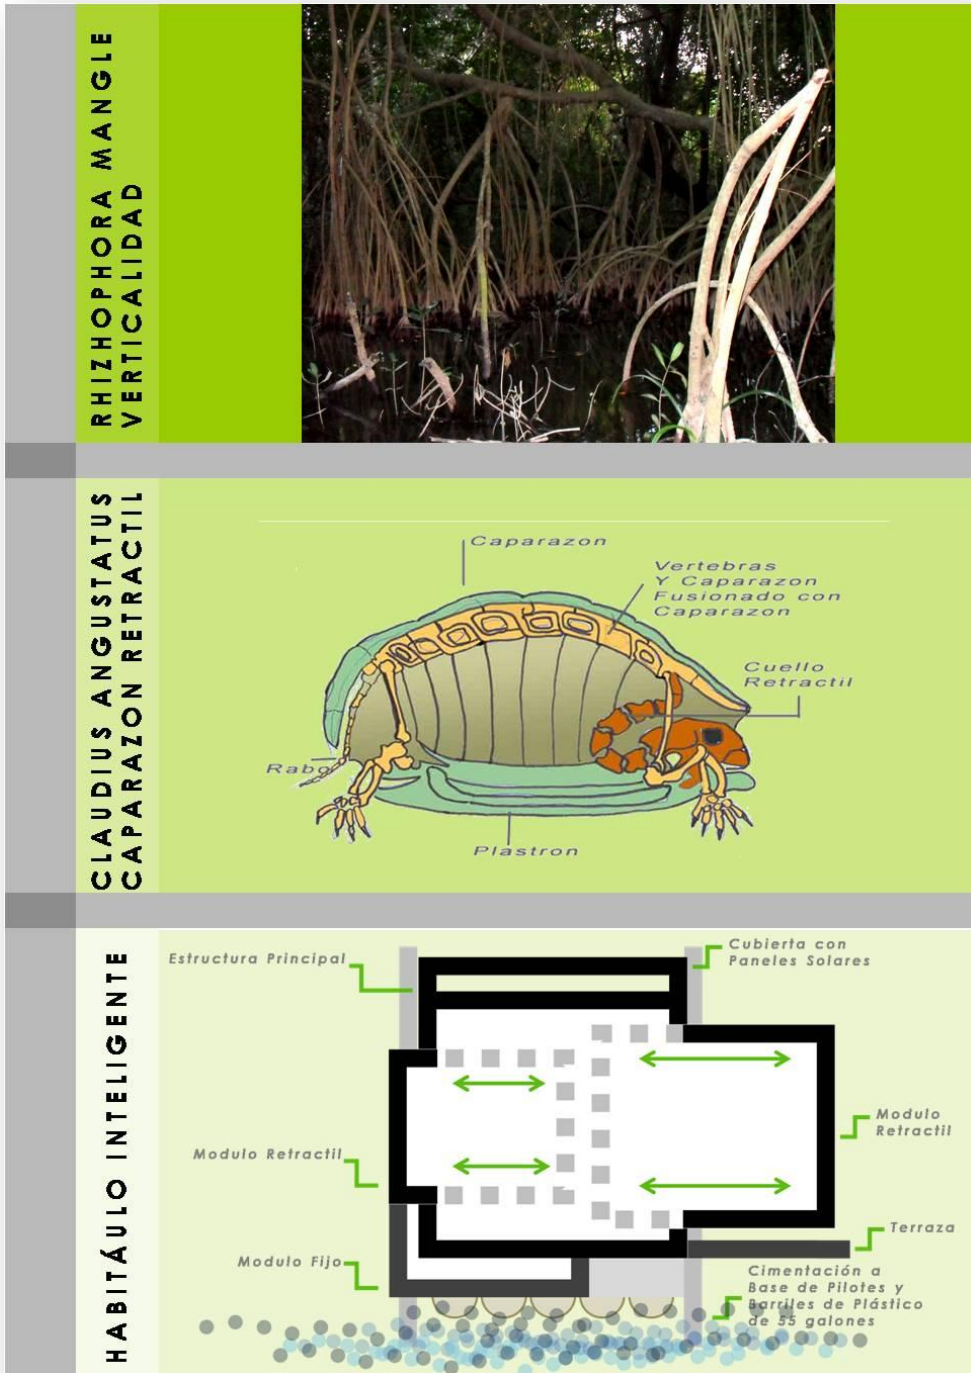 RHIZHOPHORA MANGLE
VERTICALIDAD
CLAUDIUS ANGUSTATUS
CAPARAZON RETRACTIL
Caparazon
Vertebras
Y Caparazon
Fusionado con
Caparazon
Cuello
Retractil
Rabo
Plastron
HABITÁULO INTELIGENTE
Estructura Principal
Cubierta con
Paneles Solares
Modulo Retractil
Modulo
Retractil
Modulo Fijo
Terraza
Cimentación a
Base de Pilotes y
Barriles de Plástico
de 55 galones